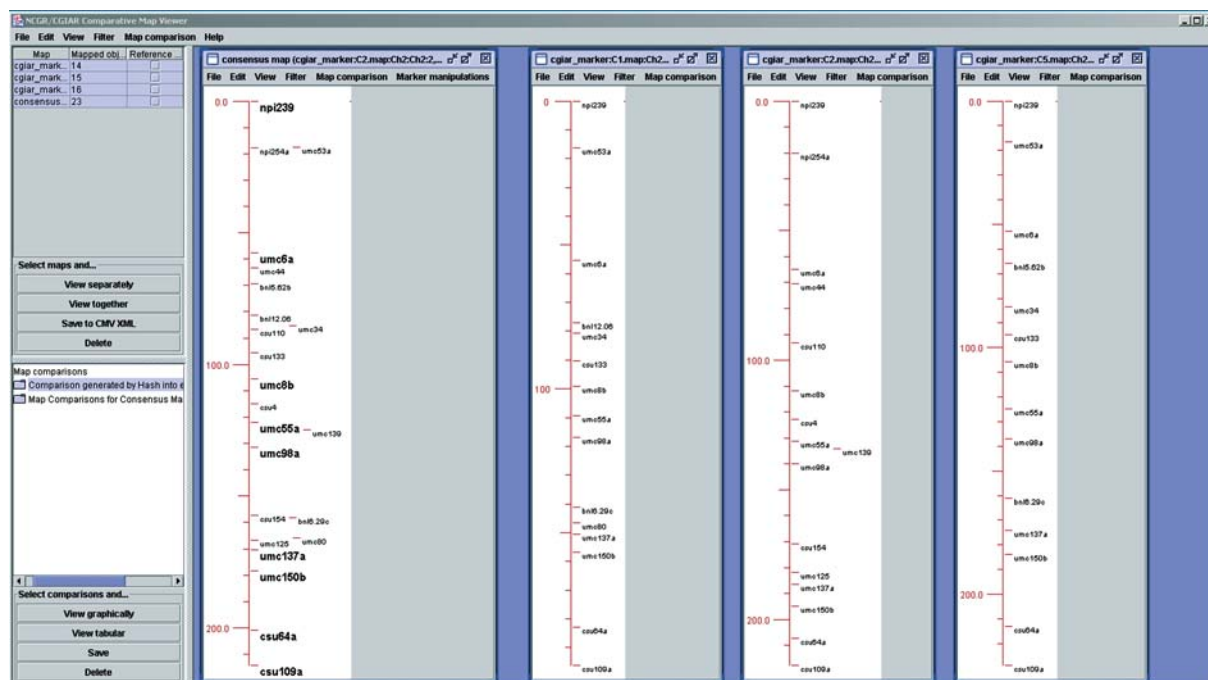 NCGR/CGIAR Comparative Map Viewer
File Edit View Filter Map comparison Help
Map Mapped obj... Reference ...
cgiar_mark... 14
cgiar_mark... 15
cgiar_mark... 16
consensus... 23
Select maps and...
View separately
View together
Save to CMV XML
Delete
Map comparisons
Comparison generated by Hash into e
Map Comparisons for Consensus Ma
Select comparisons and...
View graphically
View tabular
Save
Delete
consensus map (cgiar_marker:C2.map:Ch2:Ch2:2,...
File Edit View Filter Map comparison Marker manipulations
0.0 npi239
npi254a umc53a
umc6a
umc44
bnl5.62b
bnl12.06
umc34
csu110
csu133
100.0
umc8b
csu4
umc55a umc139
umc98a
csu154 bnl6.29c
umc125 umc80
umc137a
umc150b
200.0
csu64a
csu109a
cgiar_marker:C1.map:Ch2...
File Edit View Filter Map comparison
0 npi239
umc53a
umc6a
bnl12.06
umc34
csu133
100 umc8b
umc55a
umc98a
bnl6.29c
umc80
umc137a
umc150b
csu64a
csu109a
cgiar_marker:C2.map:Ch2...
File Edit View Filter Map comparison
0.0 npi239
npi254a
umc6a
umc44
csu110
100.0
umc8b
csu4
umc55a
umc139
umc98a
csu154
umc125
umc137a
umc150b
200.0
csu64a
csu109a
cgiar_marker:C5.map:Ch2...
File Edit View Filter Map comparison
0.0 npi239
umc53a
umc6a
bnl5.62b
umc34
csu133
100.0
umc8b
umc55a
umc98a
bnl6.29c
umc137a
umc150b
200.0
csu64a
csu109a